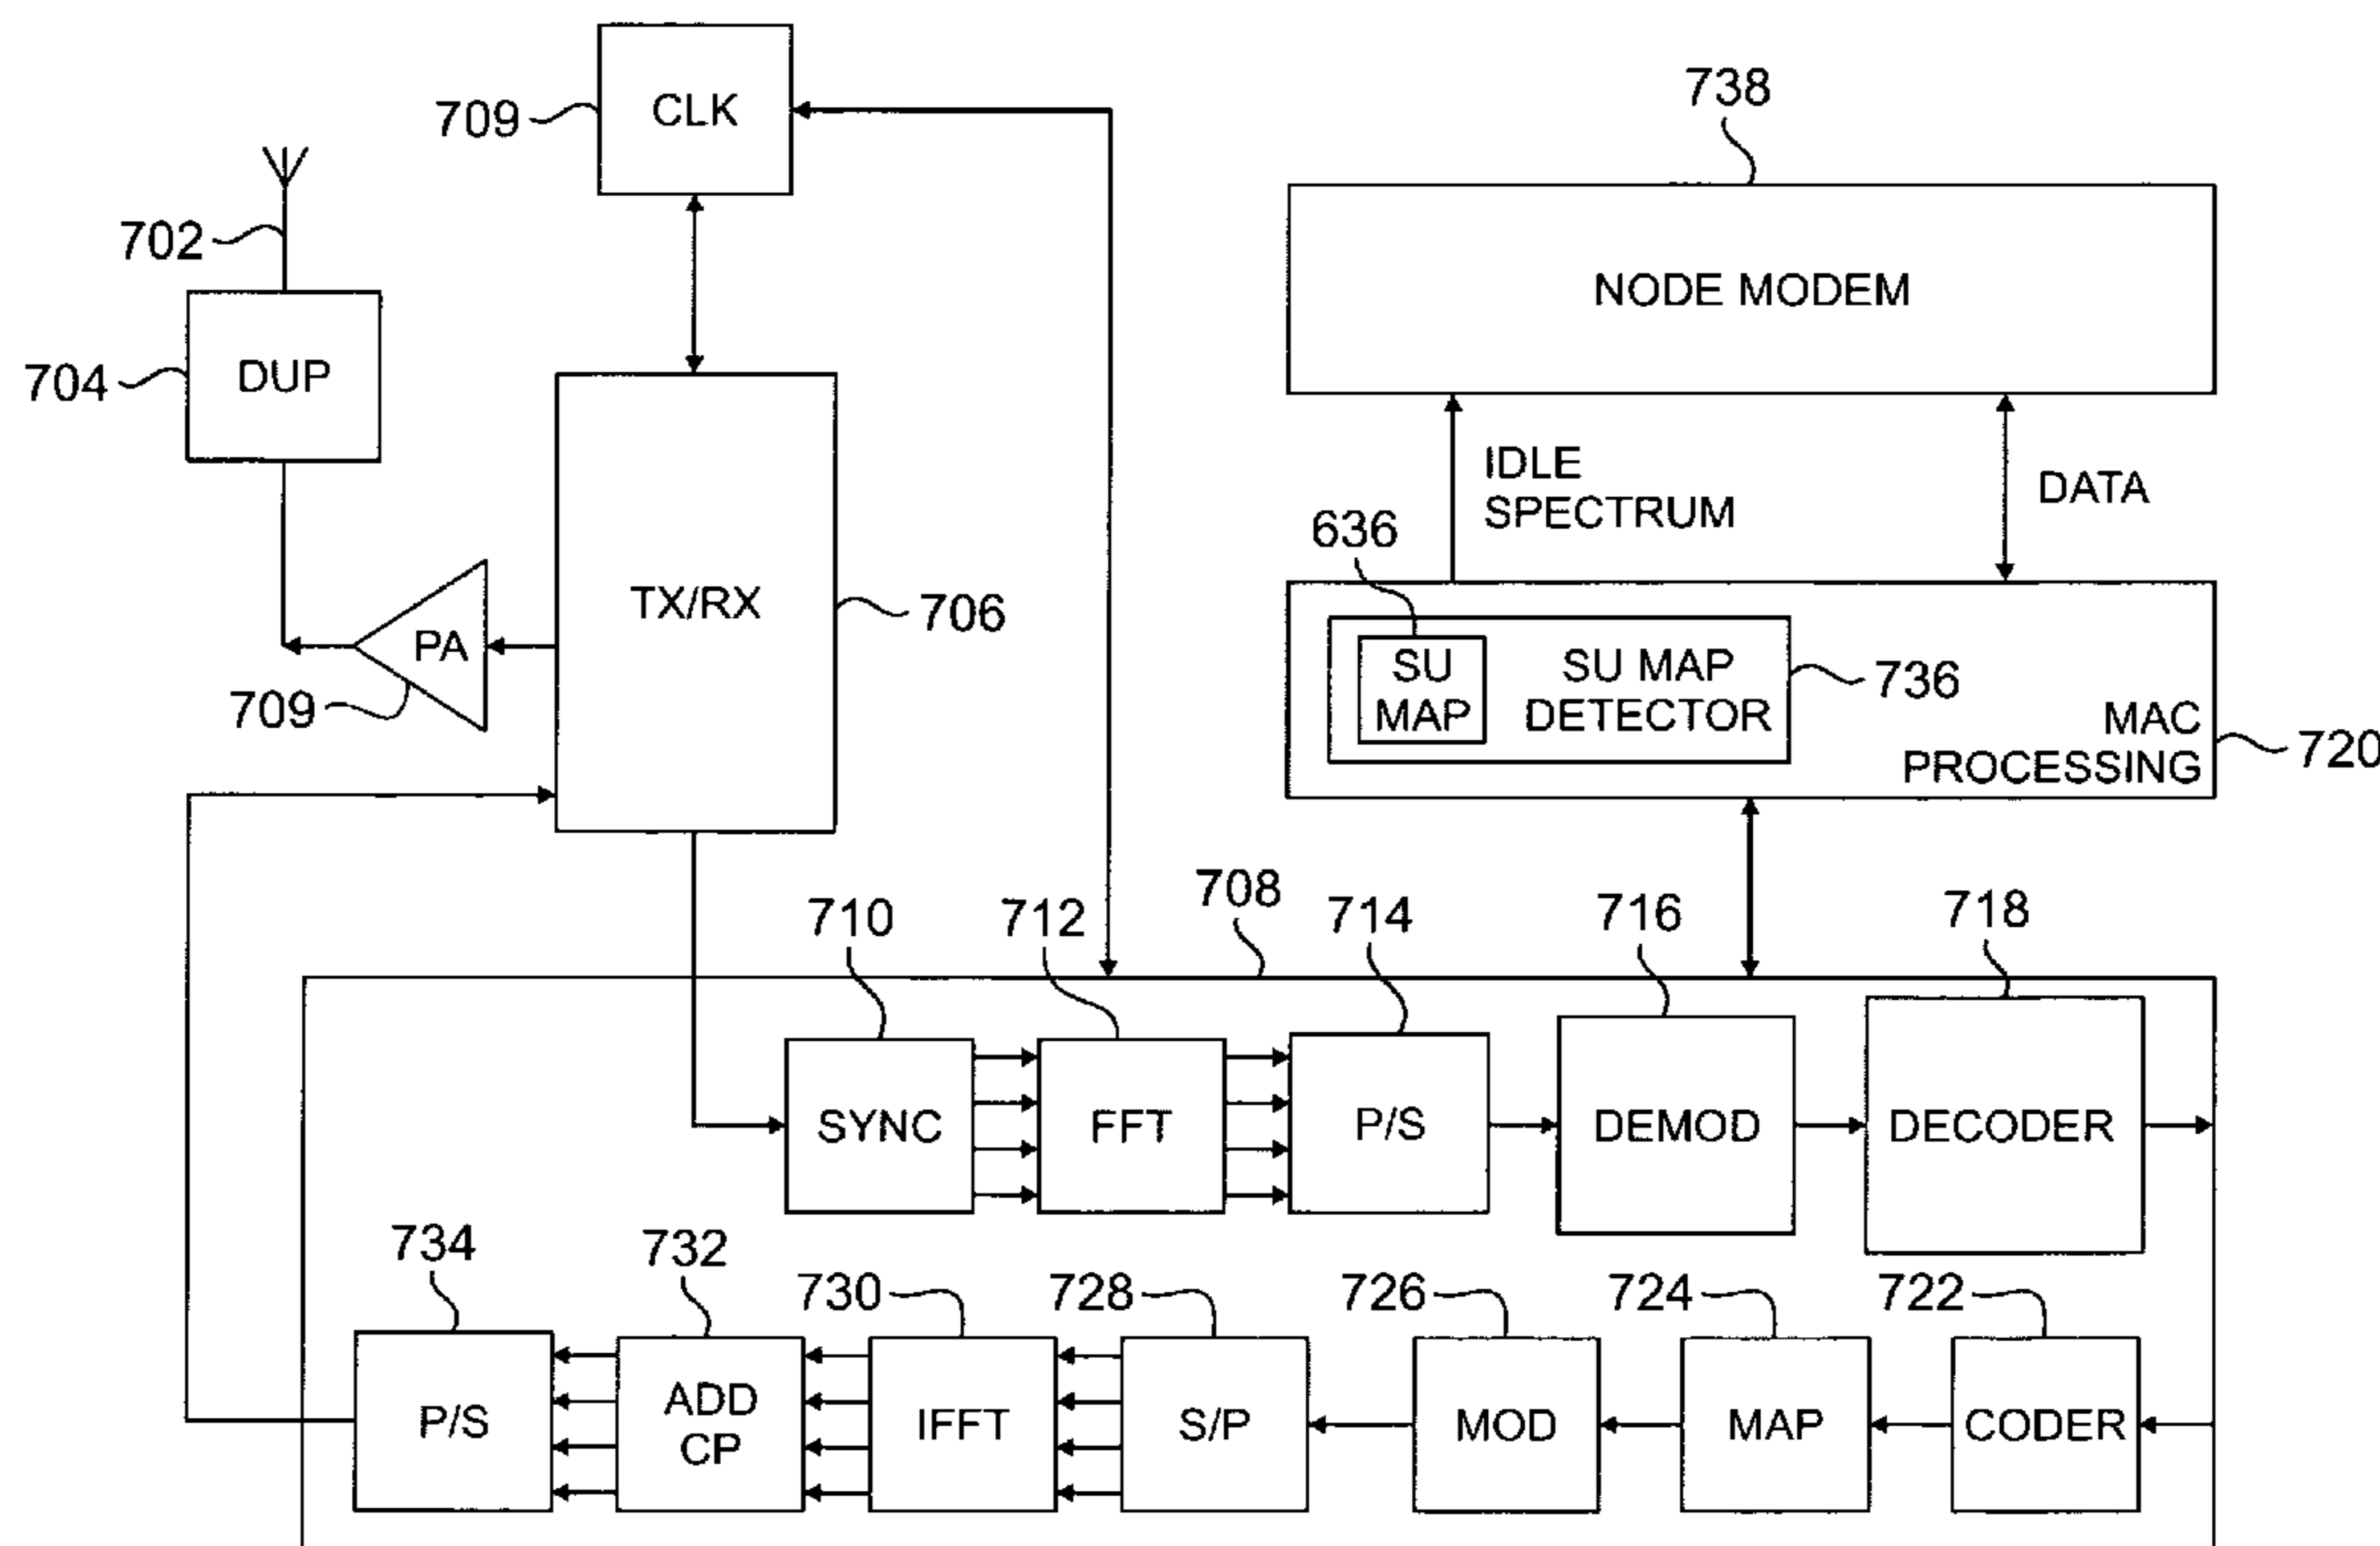 709
CLK
738
NODE MODEM
702
704
DUP
IDLE
SPECTRUM
DATA
TX/RX
706
PA
709
636
SU
MAP
SU MAP
DETECTOR
736
MAC
PROCESSING
720
708
710
712
714
716
718
SYNC
FFT
P/S
DEMOD
DECODER
734
732
730
728
726
724
722
P/S
ADD
CP
IFFT
S/P
MOD
MAP
CODER